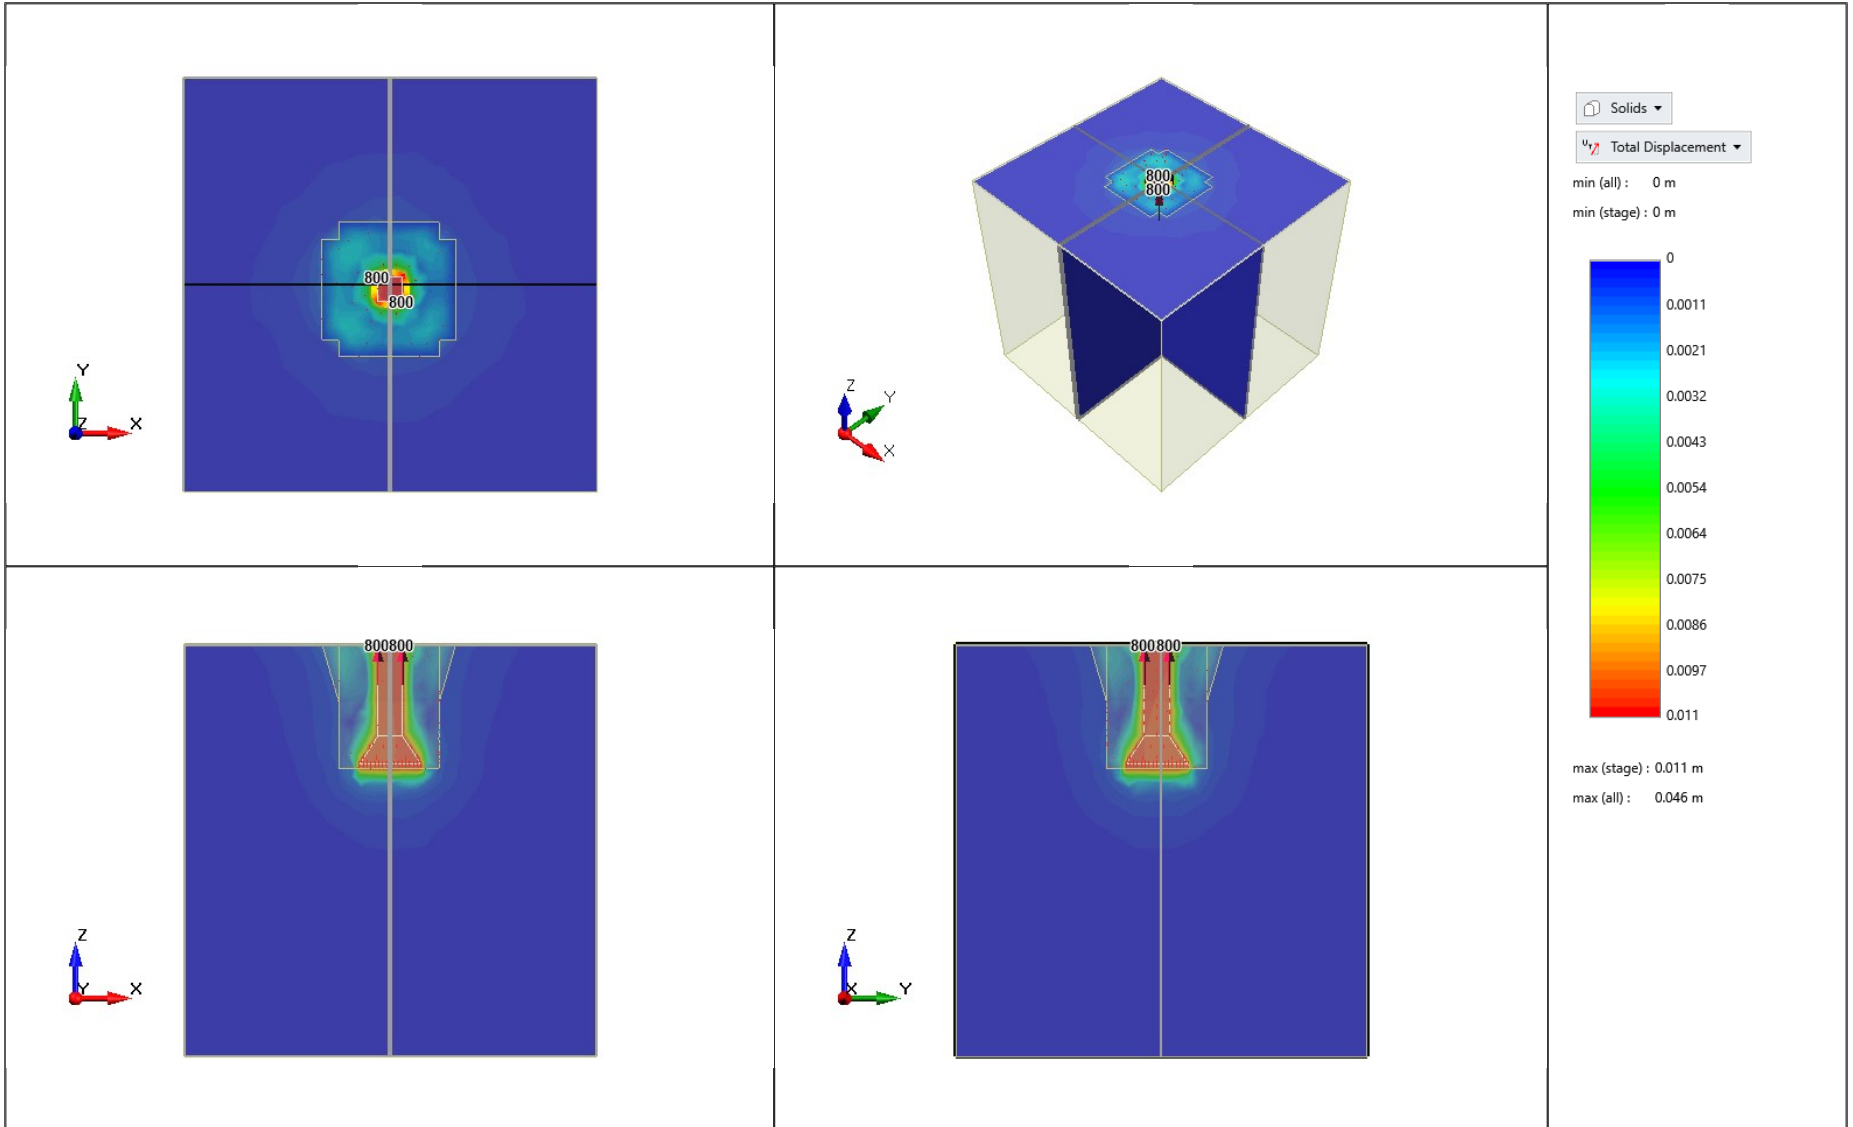 800
800
Y
Z
X
800
800
Z
Y
X
Solids
Total Displacement
min (all) : 0 m
min (stage) : 0 m
0
0.0011
0.0021
0.0032
0.0043
0.0054
0.0064
0.0075
0.0086
0.0097
0.011
max (stage) : 0.011 m
max (all) : 0.046 m
800800
Z
Y
X
800800
Z
X
Y